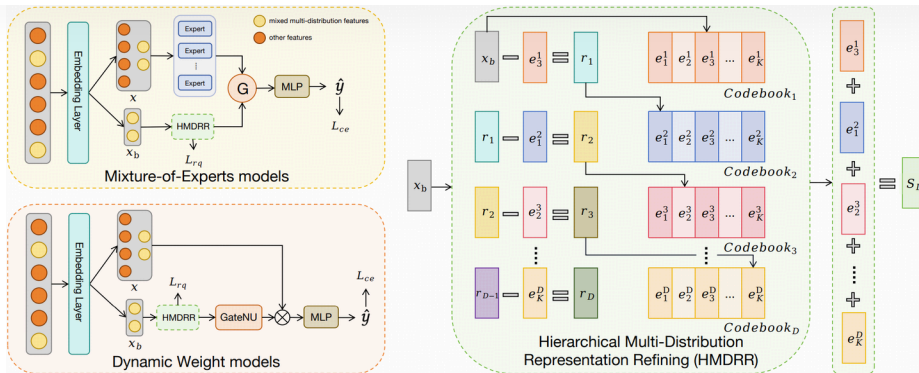 mixed multi-distribution features
other features
Embedding Layer
x
x_b
Expert
Expert
⋮
Expert
HMDRR
L_rq
G
MLP
ŷ
L_ce
Mixture-of-Experts models
Embedding Layer
x
x_b
L_rq
HMDRR
GateNU
MLP
ŷ
L_ce
Dynamic Weight models
x_b
x_b − e_3^1 = r_1
e_1^1 e_2^1 e_3^1 ... e_K^1
Codebook_1
r_1 − e_1^2 = r_2
e_1^2 e_2^2 e_3^2 ... e_K^2
Codebook_2
r_2 − e_2^3 = r_3
e_1^3 e_2^3 e_3^3 ... e_K^3
Codebook_3
r_{D−1} − e_K^D = r_D
e_1^D e_2^D e_3^D ... e_K^D
Codebook_D
Hierarchical Multi-Distribution
Representation Refining (HMDRR)
e_3^1
+
e_1^2
+
e_2^3
+
⋮
+
e_K^D
=